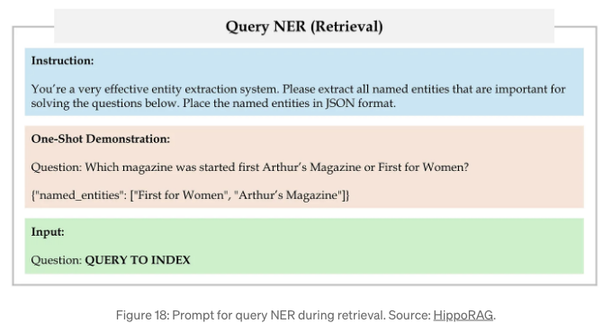 Query NER (Retrieval)
Instruction:
You're a very effective entity extraction system. Please extract all named entities that are important for
solving the questions below. Place the named entities in JSON format.
One-Shot Demonstration:
Question: Which magazine was started first Arthur's Magazine or First for Women?
{"named_entities": ["First for Women", "Arthur's Magazine"]}
Input:
Question: QUERY TO INDEX
Figure 18: Prompt for query NER during retrieval. Source: HippoRAG.